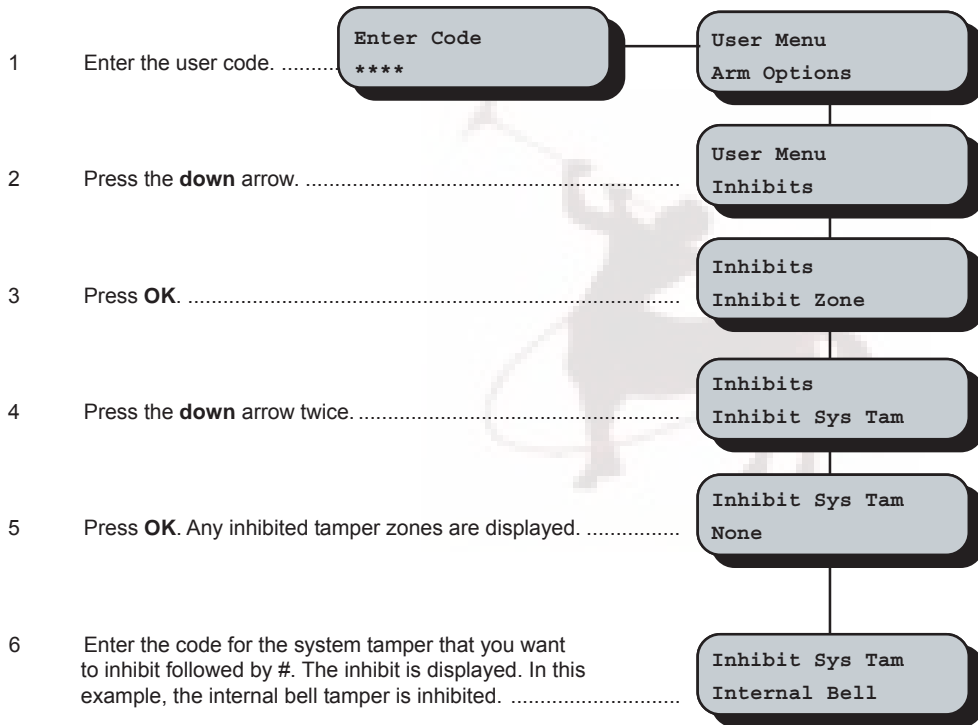 Enter Code
****
User Menu
Arm Options
1 Enter the user code. ..........
User Menu
Inhibits
2 Press the down arrow. ................................................................
Inhibits
Inhibit Zone
3 Press OK. ....................................................................................
Inhibits
Inhibit Sys Tam
4 Press the down arrow twice. .......................................................
Inhibit Sys Tam
None
5 Press OK. Any inhibited tamper zones are displayed. ................
6 Enter the code for the system tamper that you want
to inhibit followed by #. The inhibit is displayed. In this
example, the internal bell tamper is inhibited. .............................
Inhibit Sys Tam
Internal Bell